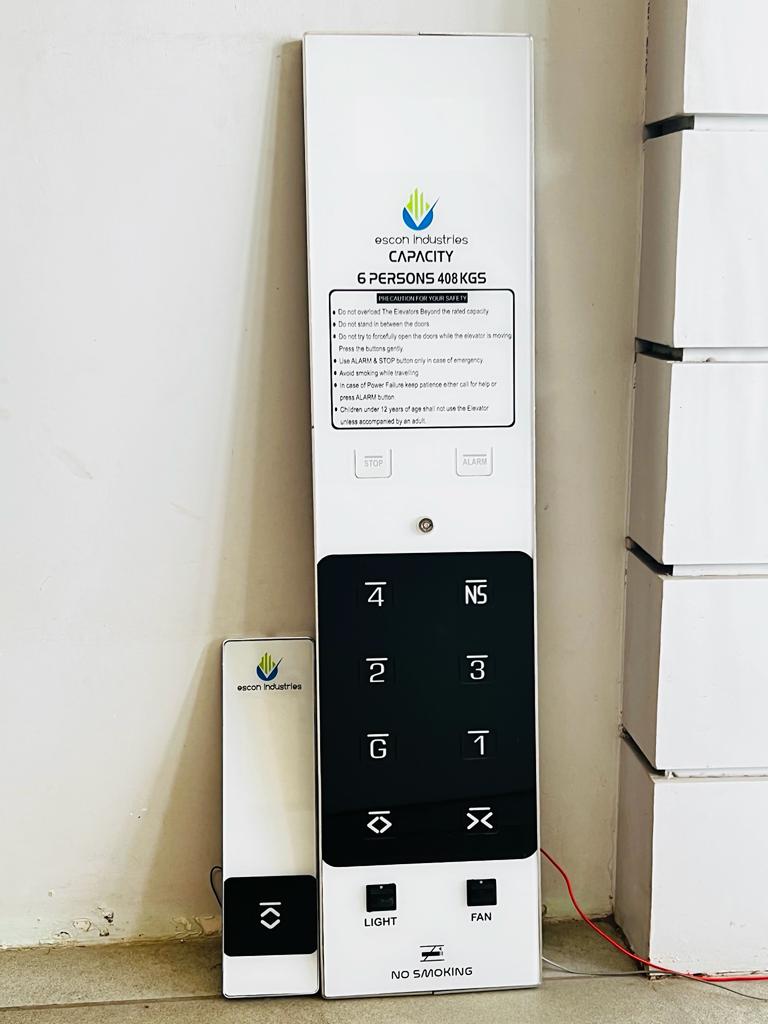 escon industries
CAPACITY
6 PERSONS 408 KGS
PRECAUTION FOR YOUR SAFETY
• Do not overload The Elevators Beyond the rated capacity.
• Do not stand in between the doors.
• Do not try to forcefully open the doors while the elevator is moving
Press the buttons gently.
• Use ALARM & STOP button only in case of emergency.
• Avoid smoking while travelling
• In case of Power Failure keep patience either call for help or
press ALARM button.
• Children under 12 years of age shall not use the Elevator
unless accompanied by an adult.
STOP ALARM
4 NS
2 3
G 1
LIGHT FAN
NO SMOKING
escon industries